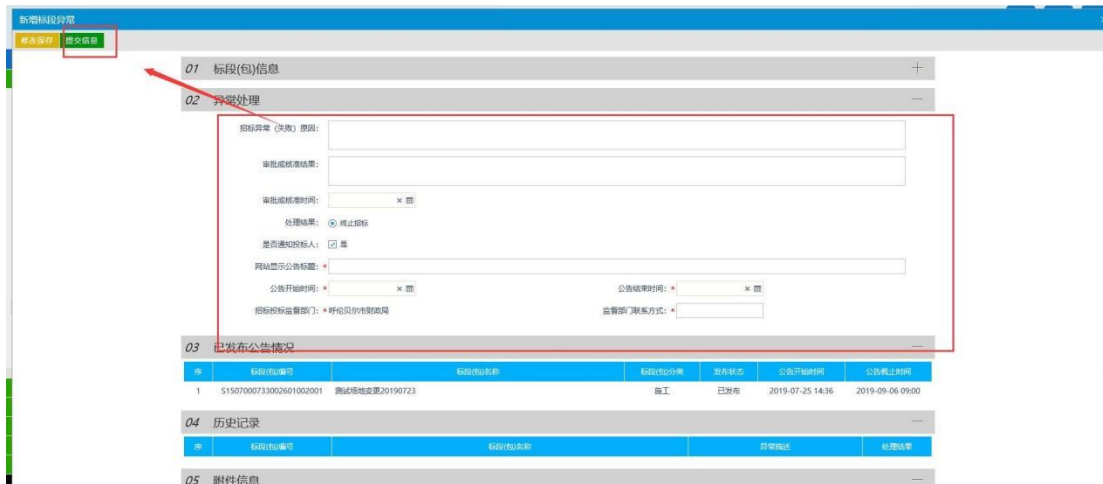 新增标段异常
修改保存 提交信息
01 标段(包)信息
02 异常处理
招标异常（失败）原因：
审批或核准结果：
审批或核准时间：
处理结果： 终止招标
是否通知投标人： 是
网站显示公告标题：*
公告开始时间：* 公告结束时间：*
招标投标监督部门：*呼伦贝尔市财政局 监督部门联系方式：*
03 已发布公告情况
序 标段(包)编号 标段(包)名称 标段(包)分类 发布状态 公告开始时间 公告截止时间
1 S1507000733002601002001 测试场地变更20190723 施工 已发布 2019-07-25 14:36 2019-09-06 09:00
04 历史记录
序 标段(包)编号 标段(包)名称 异常描述 处理结果
05 附件信息